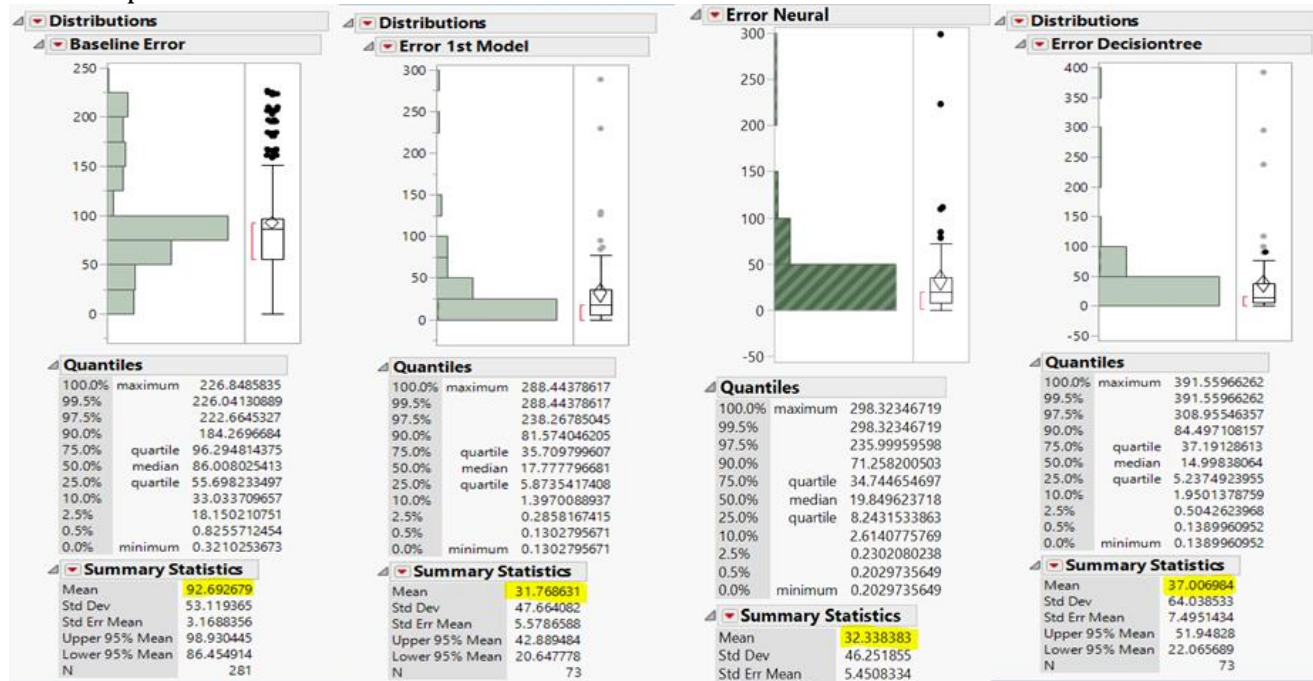 Distributions
Baseline Error
250
200
150
100
50
0
Quantiles
100.0% maximum 226.8485835
99.5% 226.04130889
97.5% 222.6645327
90.0% 184.2696684
75.0% quartile 96.294814375
50.0% median 86.008025413
25.0% quartile 55.698233497
10.0% 33.033709657
2.5% 18.150210751
0.5% 0.8255712454
0.0% minimum 0.3210253673
Summary Statistics
Mean 92.692679
Std Dev 53.119365
Std Err Mean 3.1688356
Upper 95% Mean 98.930445
Lower 95% Mean 86.454914
N 281
Distributions
Error 1st Model
300
250
200
150
100
50
0
Quantiles
100.0% maximum 288.44378617
99.5% 288.44378617
97.5% 238.26785045
90.0% 81.574046205
75.0% quartile 35.709799607
50.0% median 17.777796681
25.0% quartile 5.8735417408
10.0% 1.3970088937
2.5% 0.2858167415
0.5% 0.1302795671
0.0% minimum 0.1302795671
Summary Statistics
Mean 31.768631
Std Dev 47.664082
Std Err Mean 5.5786588
Upper 95% Mean 42.889484
Lower 95% Mean 20.647778
N 73
Error Neural
300
250
200
150
100
50
0
-50
Quantiles
100.0% maximum 298.32346719
99.5% 298.32346719
97.5% 235.99959598
90.0% 71.258200503
75.0% quartile 34.744654697
50.0% median 19.849623718
25.0% quartile 8.2431533863
10.0% 2.6140775769
2.5% 0.2302080238
0.5% 0.2029735649
0.0% minimum 0.2029735649
Summary Statistics
Mean 32.338383
Std Dev 46.251855
Std Err Mean 5.4508334
Distributions
Error Decisiontree
400
350
300
250
200
150
100
50
0
-50
Quantiles
100.0% maximum 391.55966262
99.5% 391.55966262
97.5% 308.95546357
90.0% 84.497108157
75.0% quartile 37.19128613
50.0% median 14.99838064
25.0% quartile 5.2374923955
10.0% 1.9501378759
2.5% 0.5042623968
0.5% 0.1389960952
0.0% minimum 0.1389960952
Summary Statistics
Mean 37.006984
Std Dev 64.038533
Std Err Mean 7.4951434
Upper 95% Mean 51.94828
Lower 95% Mean 22.065689
N 73